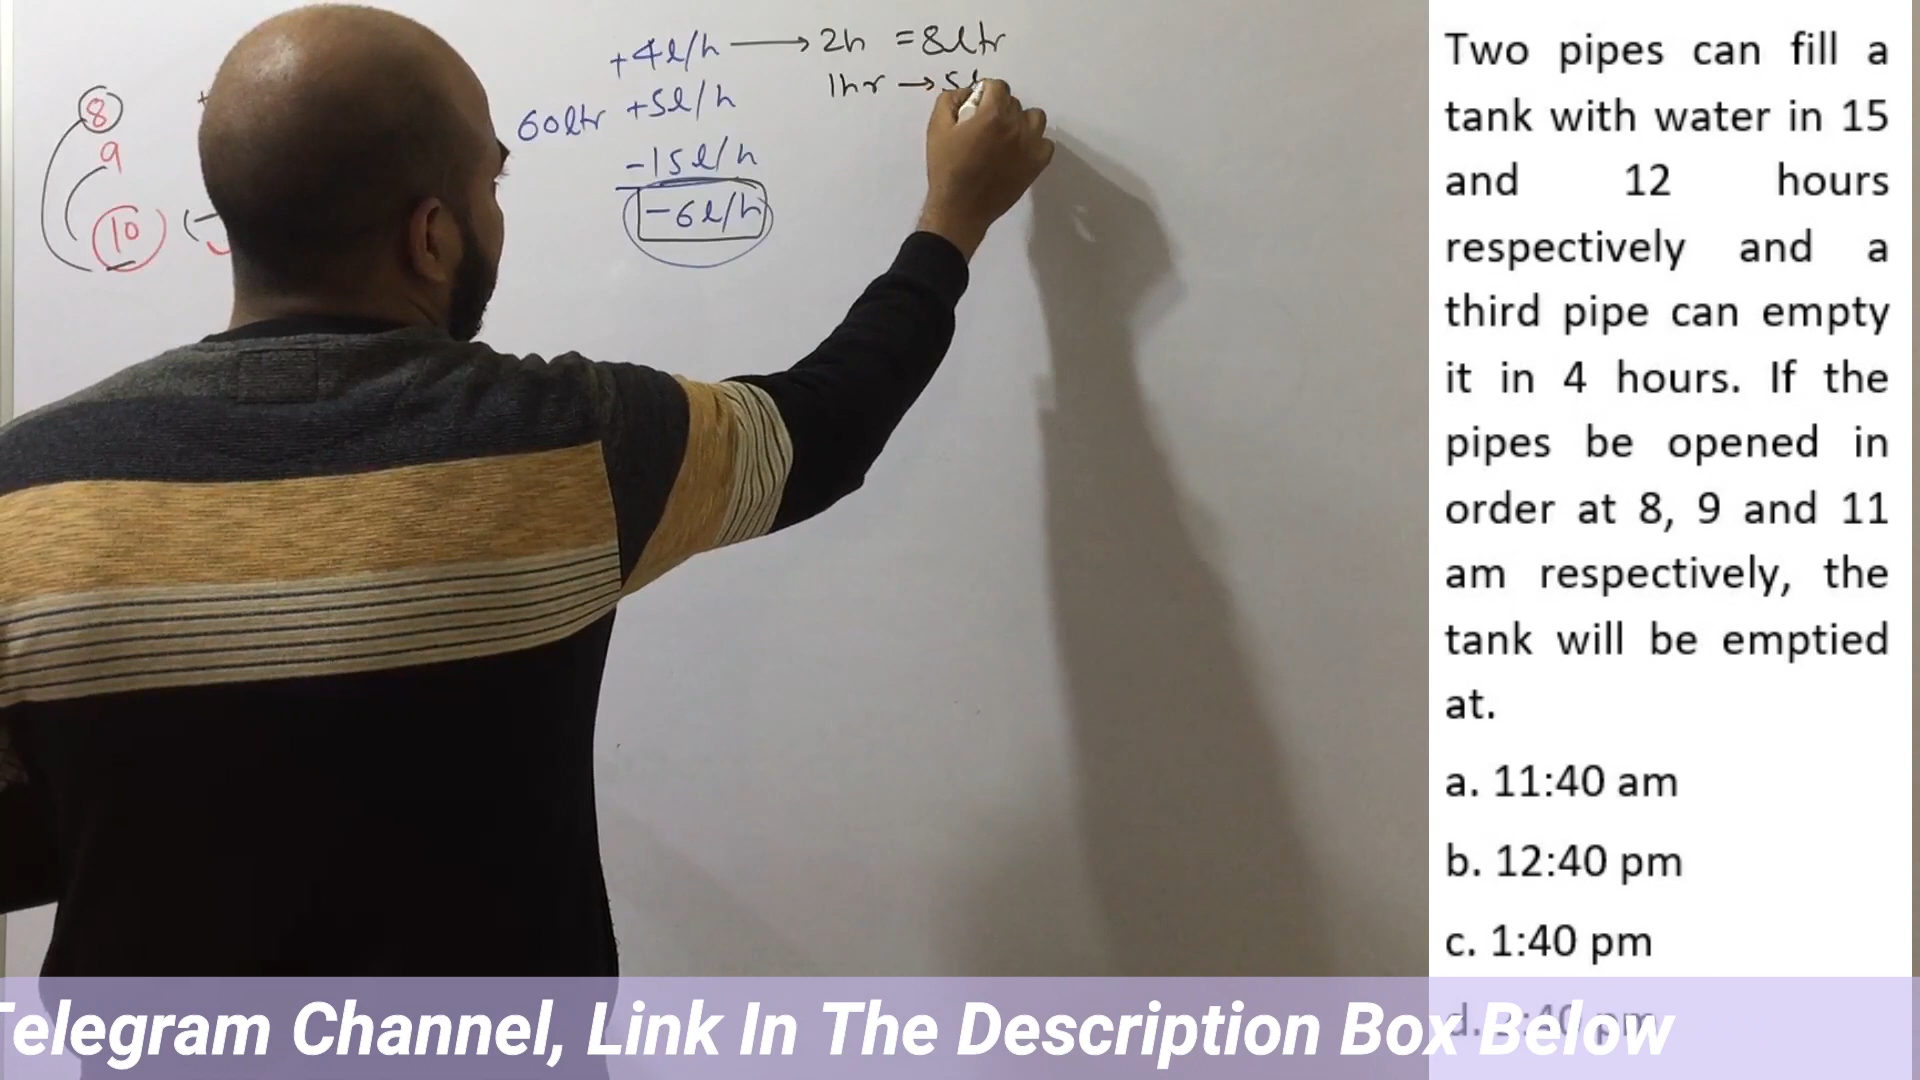 +4l/h → 2h = 8ltr
1hr → 5
60ltr +5l/h
-15l/h
-6l/h
8
9
10
Two pipes can fill a
tank with water in 15
and 12 hours
respectively and a
third pipe can empty
it in 4 hours. If the
pipes be opened in
order at 8, 9 and 11
am respectively, the
tank will be emptied
at.
a. 11:40 am
b. 12:40 pm
c. 1:40 pm
Telegram Channel, Link In The Description Box Below